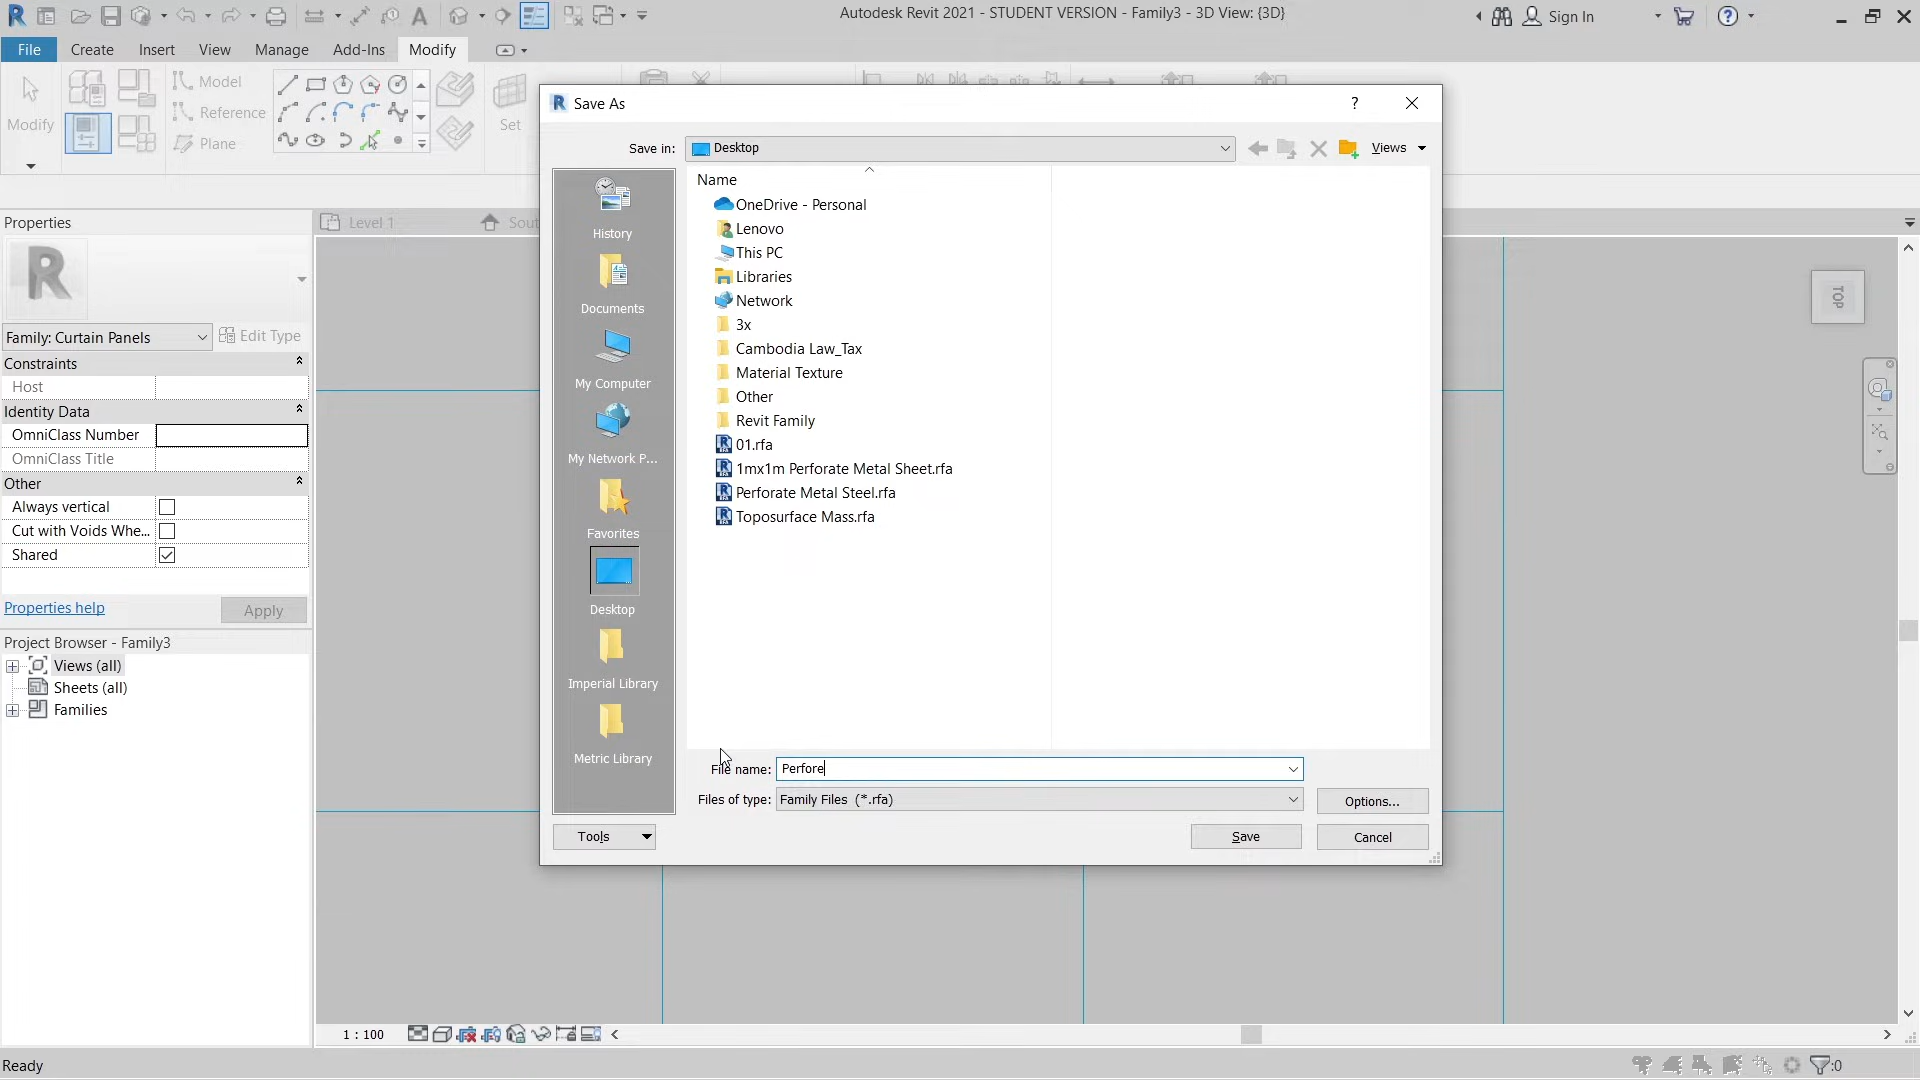 Autodesk Revit 2021 - STUDENT VERSION - Family3 - 3D View: {3D}
Sign In
File
Create
Insert
View
Manage
Add-Ins
Modify
Modify
Model
Reference
Plane
Set
Properties
Family: Curtain Panels
Edit Type
Constraints
Host
Identity Data
OmniClass Number
OmniClass Title
Other
Always vertical
Cut with Voids Whe...
Shared
Properties help
Apply
Project Browser - Family3
Views (all)
Sheets (all)
Families
Level 1
Sout
TOP
Save As
?
Save in:
Desktop
Views
Name
History
Documents
My Computer
My Network P...
Favorites
Desktop
Imperial Library
Metric Library
OneDrive - Personal
Lenovo
This PC
Libraries
Network
3x
Cambodia Law_Tax
Material Texture
Other
Revit Family
01.rfa
1mx1m Perforate Metal Sheet.rfa
Perforate Metal Steel.rfa
Toposurface Mass.rfa
File name:
Perfore
Files of type:
Family Files (*.rfa)
Options...
Tools
Save
Cancel
1 : 100
Ready
:0